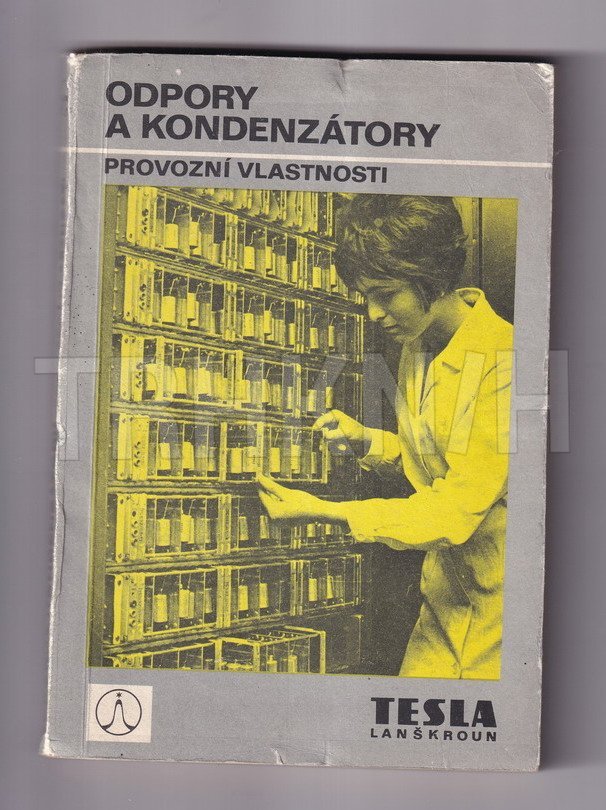 ODPORY
A KONDENZÁTORY
PROVOZNÍ VLASTNOSTI
TESLA
LANŠKROUN